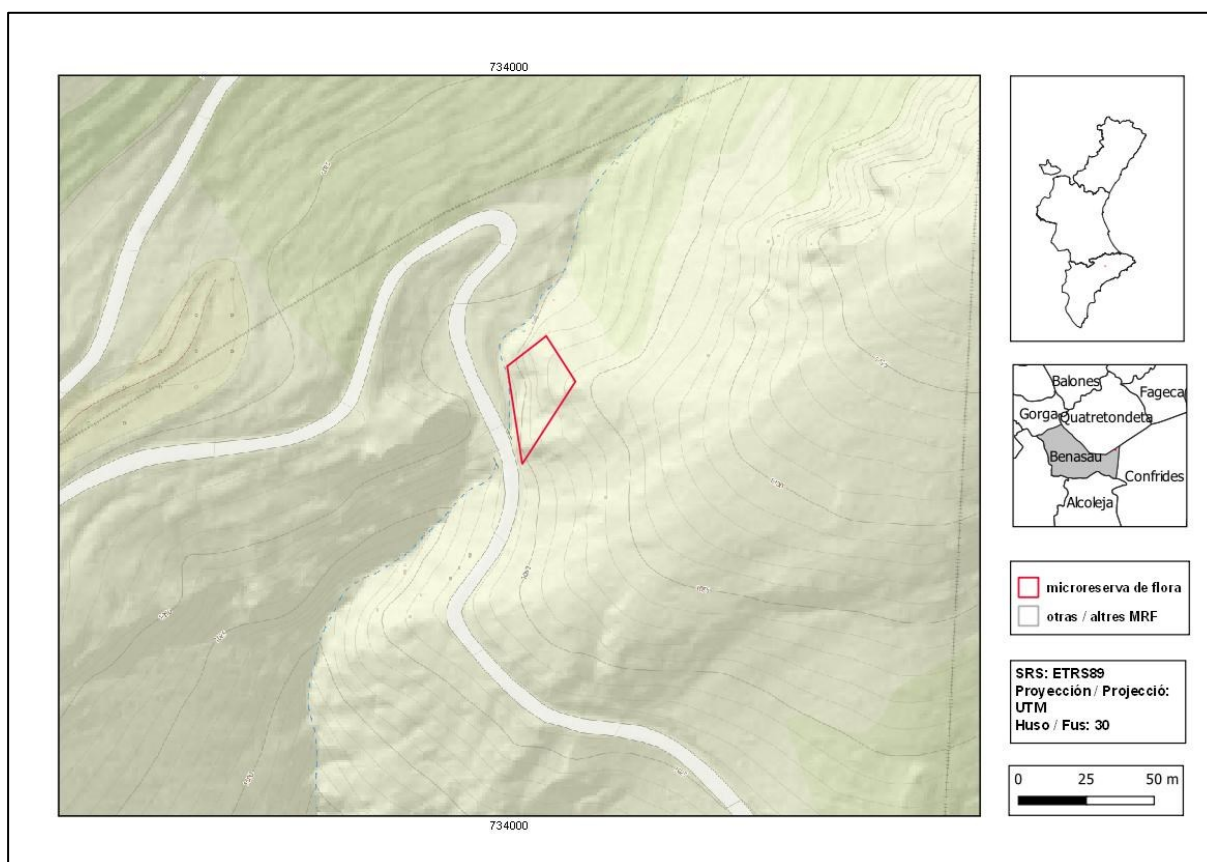 734000
Balones
Fageca
Gorga
Quatretondeta
Benasau
Confrides
Alcoleja
microreserva de flora
otras / altres MRF
SRS: ETRS89
Proyección / Projecció:
UTM
Huso / Fus: 30
0 25 50 m
734000